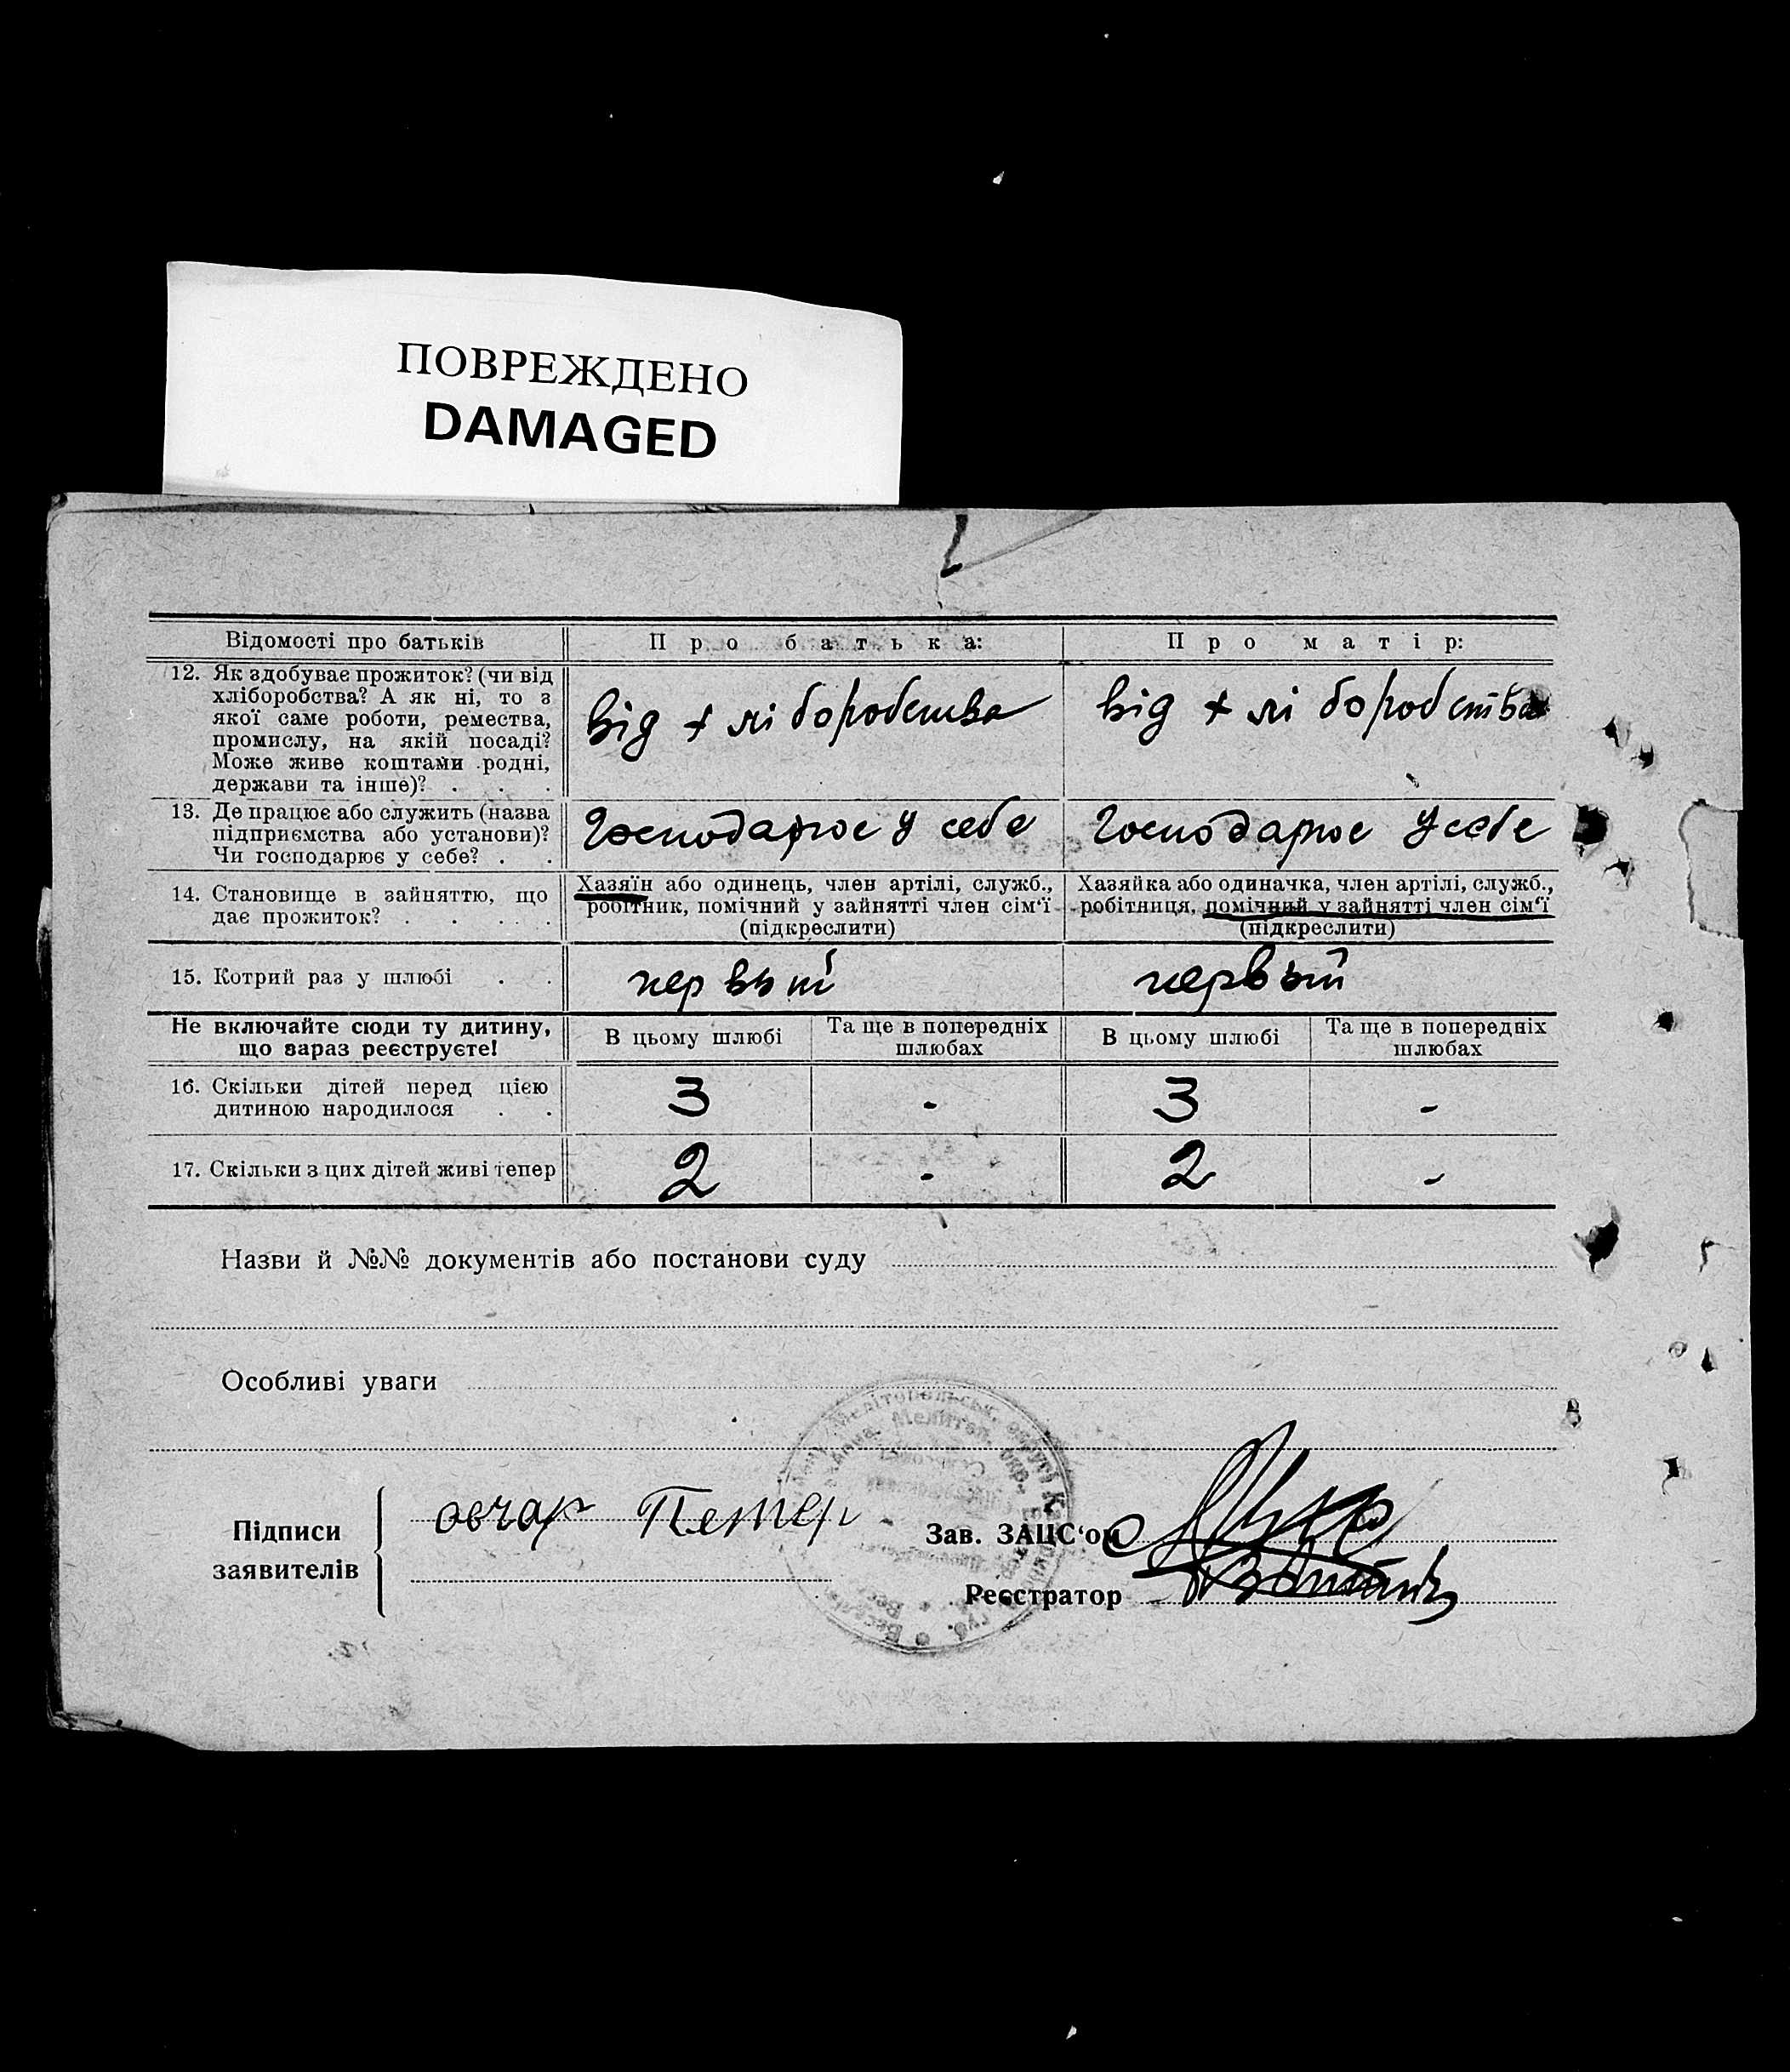 ПОВРЕЖДЕНО
DAMAGED
Відомості про батьків
Про батька:
Про матір:
12. Як здобуває прожиток? (чи від
хліборобства? А як ні, то з
якої саме роботи, ремества,
промислу, на якій посаді?
Може живе коштами родні,
держави та інше)? . . .
від хліборобства
від хліборобства
13. Де працює або служить (назва
підприємства або установи)?
Чи господарює у себе? . .
Господарює у себе
Господарює у себе
14. Становище в зайняттю, що
дає прожиток? . . . .
Хазяїн або одинець, член артілі, служб.,
робітник, помічний у зайнятті член сім‘ї
(підкреслити)
Хазяйка або одиначка, член артілі, служб.,
робітниця, помічний у зайнятті член сім‘ї
(підкреслити)
15. Котрий раз у шлюбі . .
первый
первый
Не включайте сюди ту дитину,
що зараз реєструєте!
В цьому шлюбі
Та ще в попередніх
шлюбах
В цьому шлюбі
Та ще в попередніх
шлюбах
16. Скільки дітей перед цією
дитиною народилося . .
3
-
3
-
17. Скільки з цих дітей живі тепер
2
-
2
-
Назви й №№ документів або постанови суду
Особливі уваги
Мелітопольськ. округи
Мелитоп. окр.
Підписи
заявителів
овчар Петер
Зав. ЗАЦС‘ом
Реєстратор